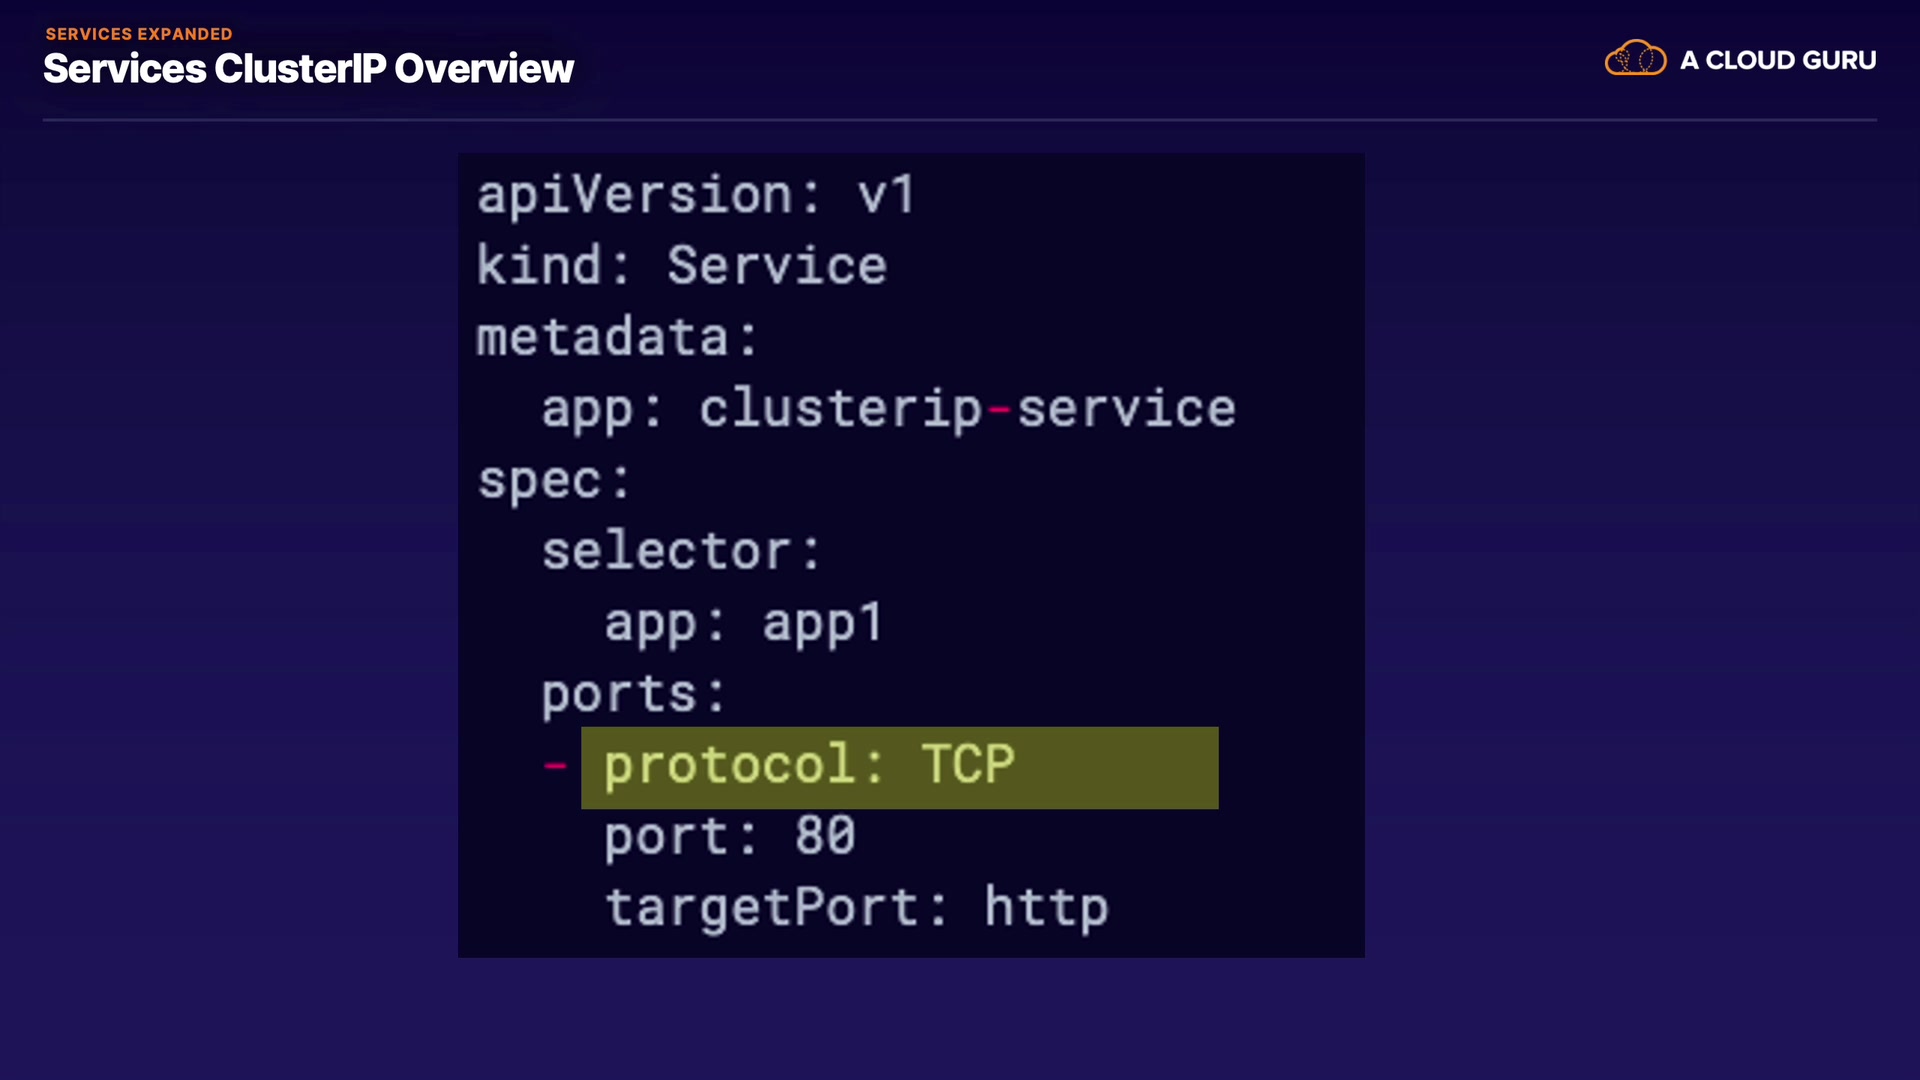 SERVICES EXPANDED
Services ClusterIP Overview
A CLOUD GURU
apiVersion: v1
kind: Service
metadata:
  app: clusterip-service
spec:
  selector:
    app: app1
  ports:
  - protocol: TCP
    port: 80
    targetPort: http